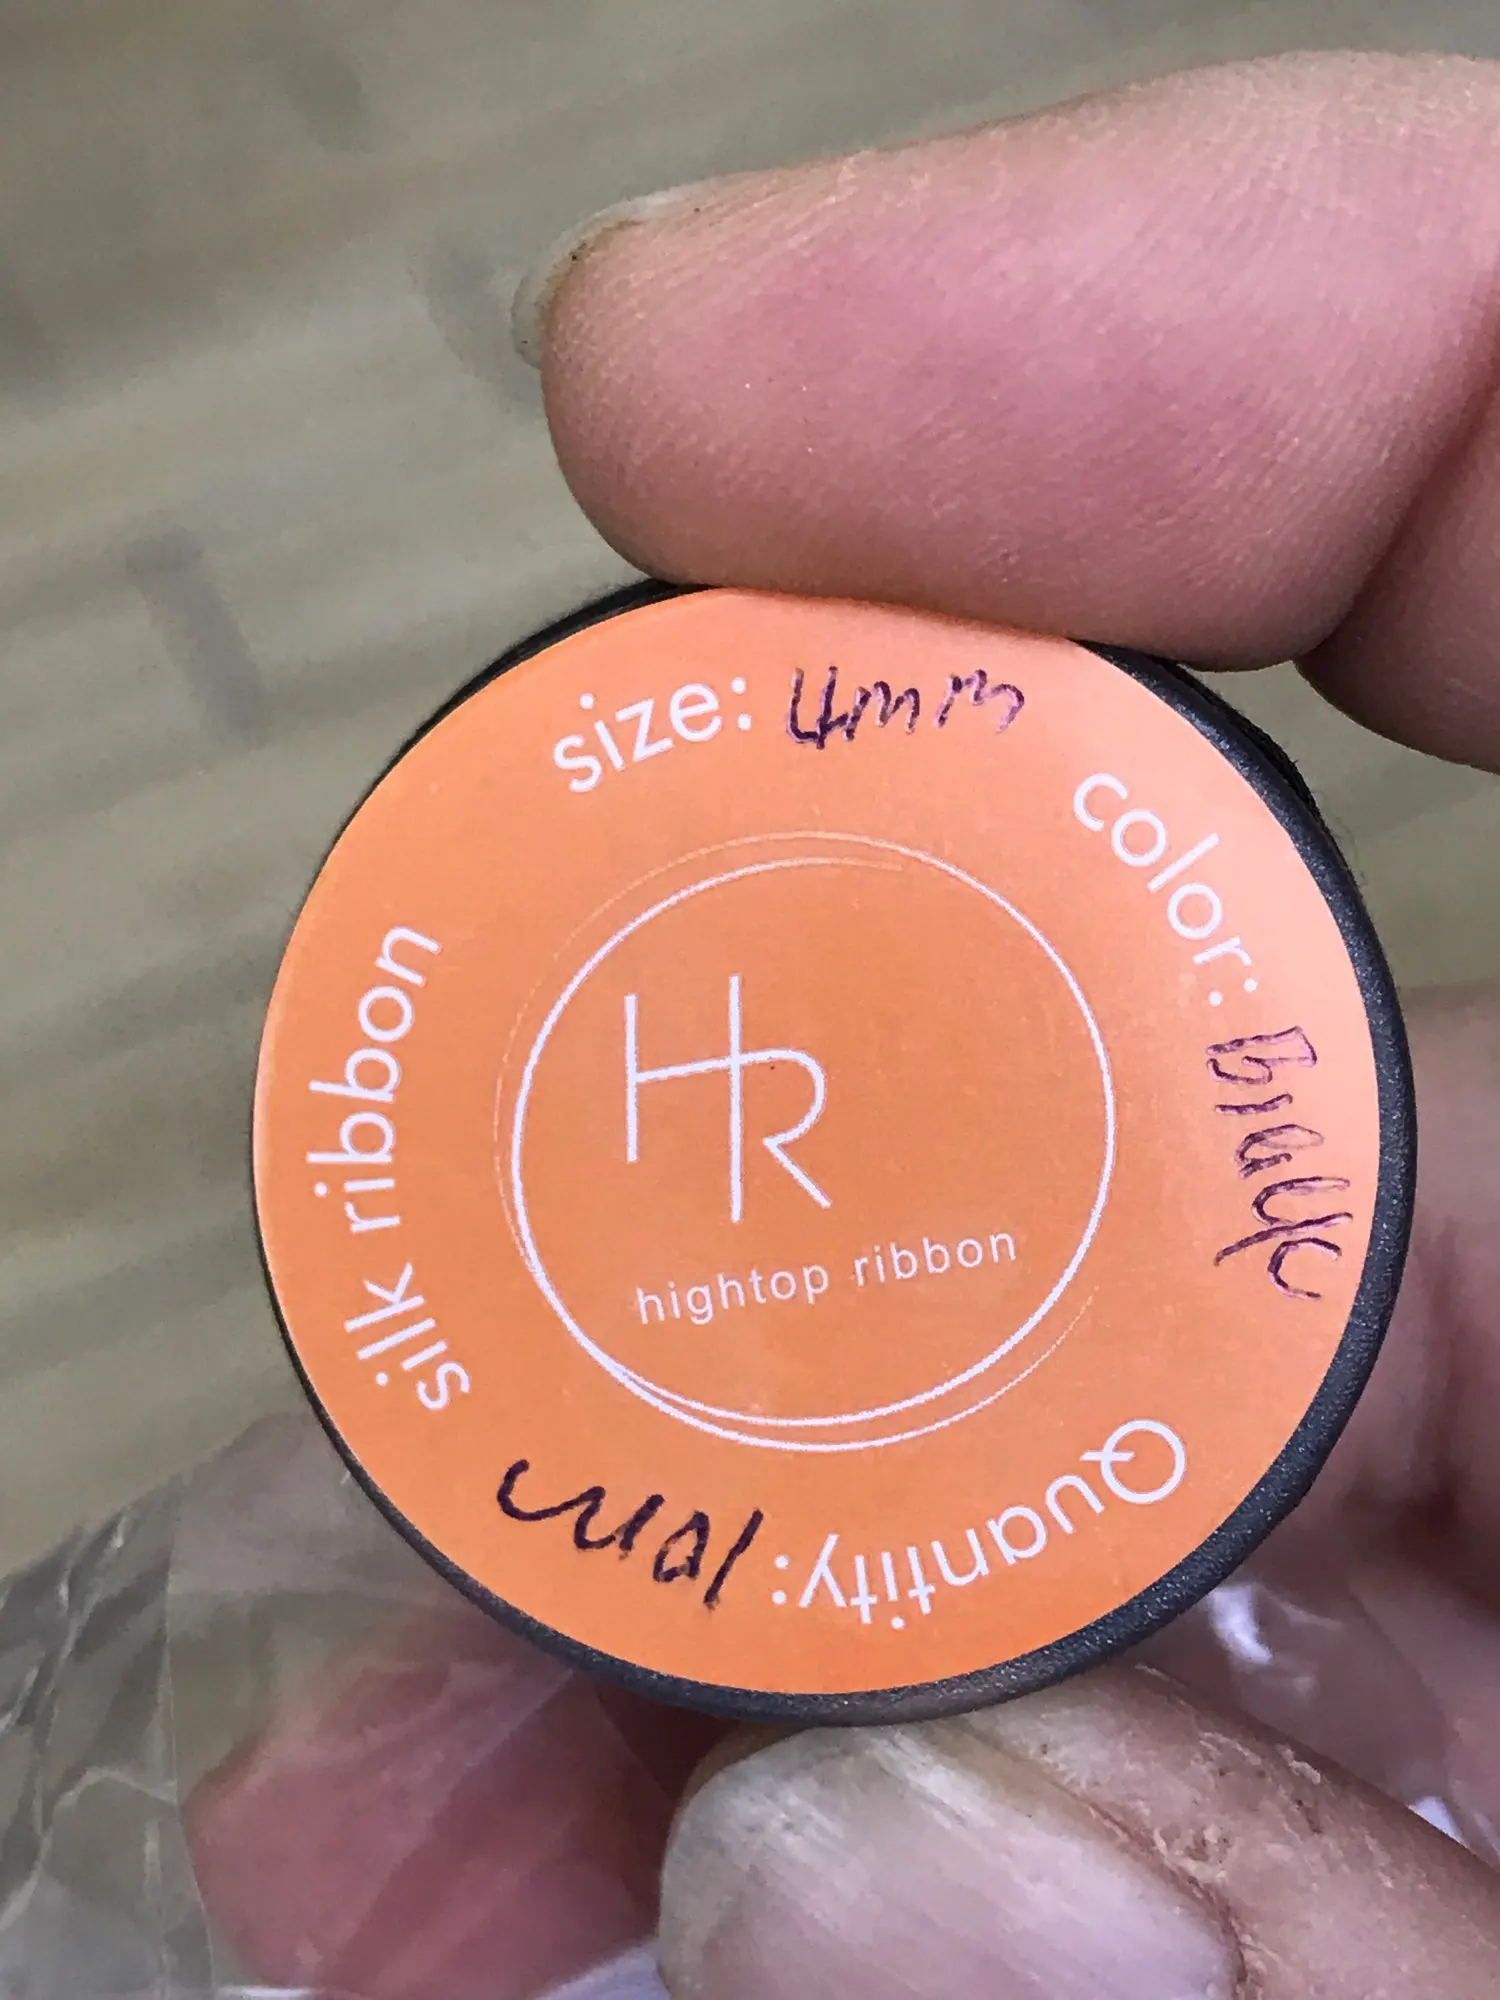 size: 4mm
color: Black
Quantity: 10m
silk ribbon
HR
hightop ribbon